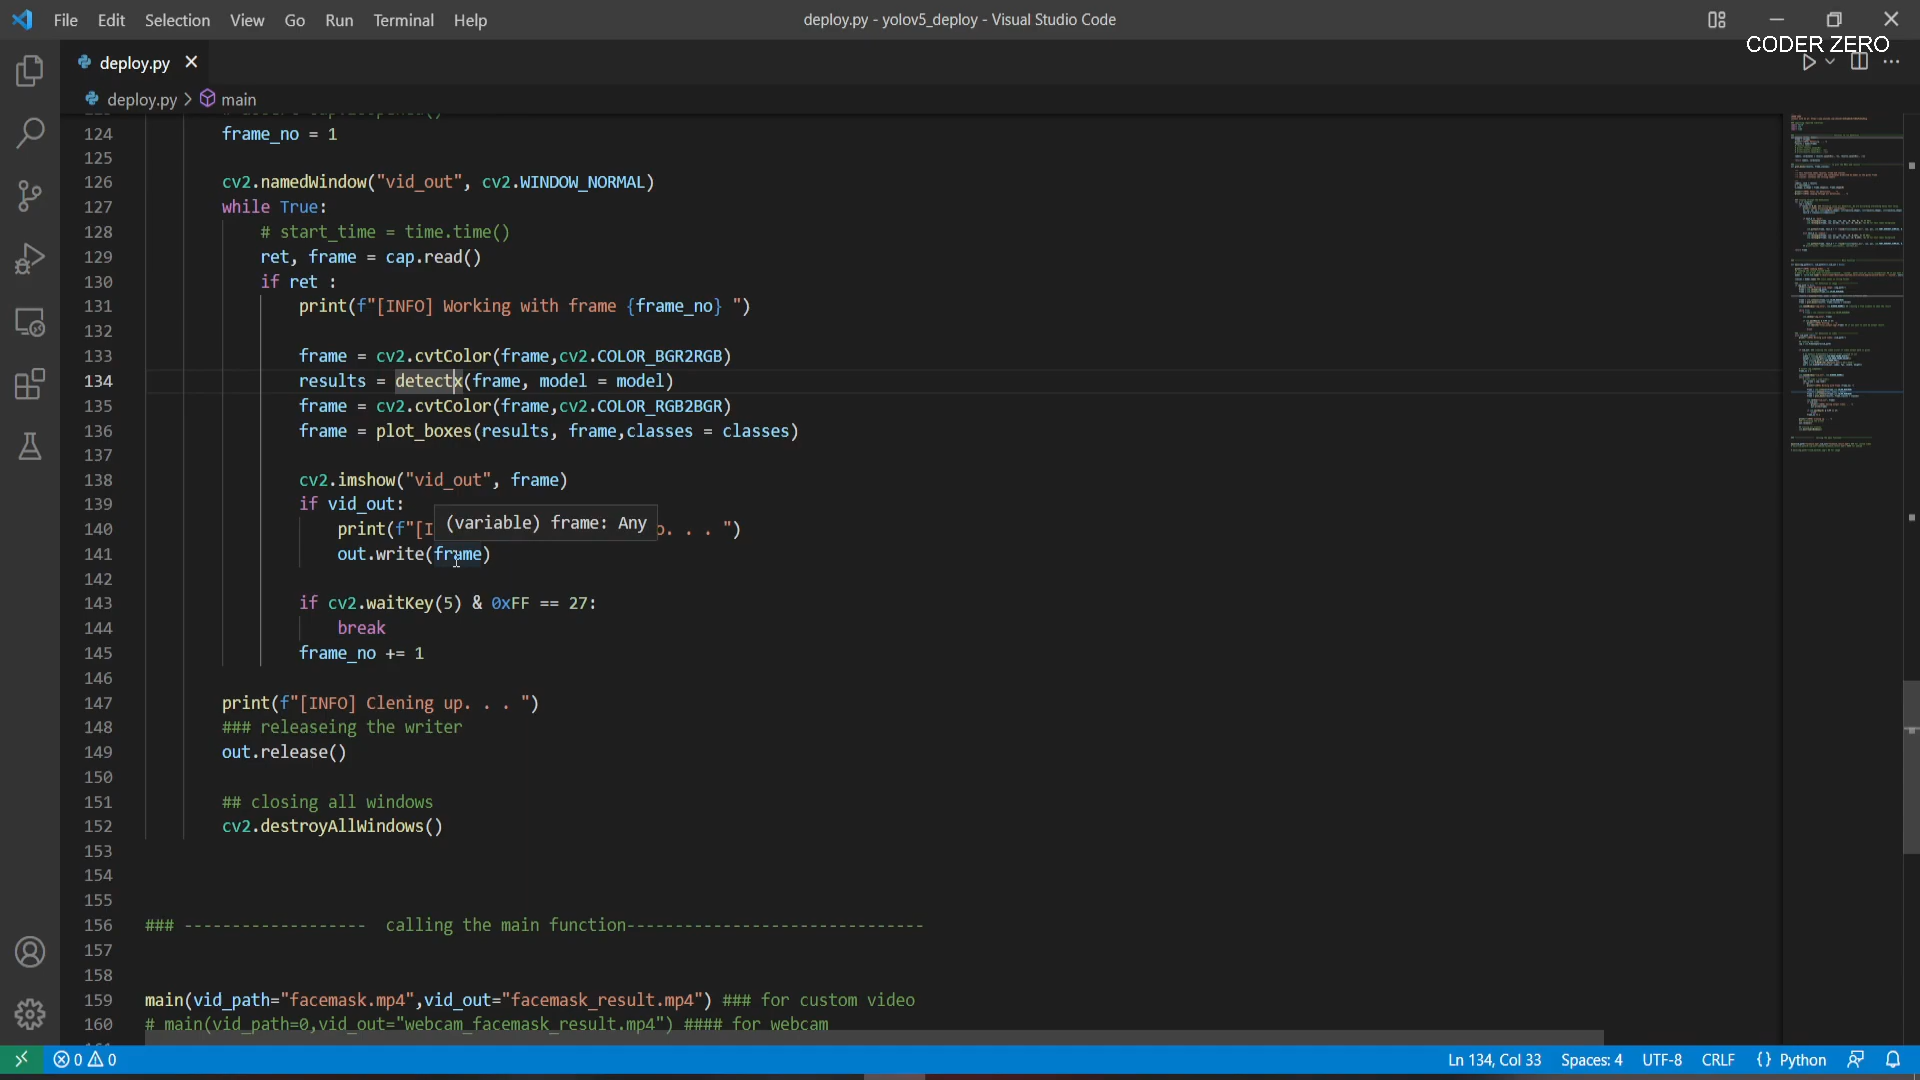 File Edit Selection View Go Run Terminal Help
deploy.py - yolov5_deploy - Visual Studio Code
CODER ZERO
deploy.py
deploy.py > main
124 frame_no = 1
125
126 cv2.namedWindow("vid_out", cv2.WINDOW_NORMAL)
127 while True:
128 # start_time = time.time()
129 ret, frame = cap.read()
130 if ret :
131 print(f"[INFO] Working with frame {frame_no} ")
132
133 frame = cv2.cvtColor(frame,cv2.COLOR_BGR2RGB)
134 results = detectx(frame, model = model)
135 frame = cv2.cvtColor(frame,cv2.COLOR_RGB2BGR)
136 frame = plot_boxes(results, frame,classes = classes)
137
138 cv2.imshow("vid_out", frame)
139 if vid_out:
(variable) frame: Any
140 print(f"[I . . . ")
141 out.write(frame)
142
143 if cv2.waitKey(5) & 0xFF == 27:
144 break
145 frame_no += 1
146
147 print(f"[INFO] Clening up. . . ")
148 ### releaseing the writer
149 out.release()
150
151 ## closing all windows
152 cv2.destroyAllWindows()
153
154
155
156 ### ------------------- calling the main function-------------------------------
157
158
159 main(vid_path="facemask.mp4",vid_out="facemask_result.mp4") ### for custom video
160 # main(vid_path=0,vid_out="webcam_facemask_result.mp4") #### for webcam
0 0
Ln 134, Col 33 Spaces: 4 UTF-8 CRLF {} Python